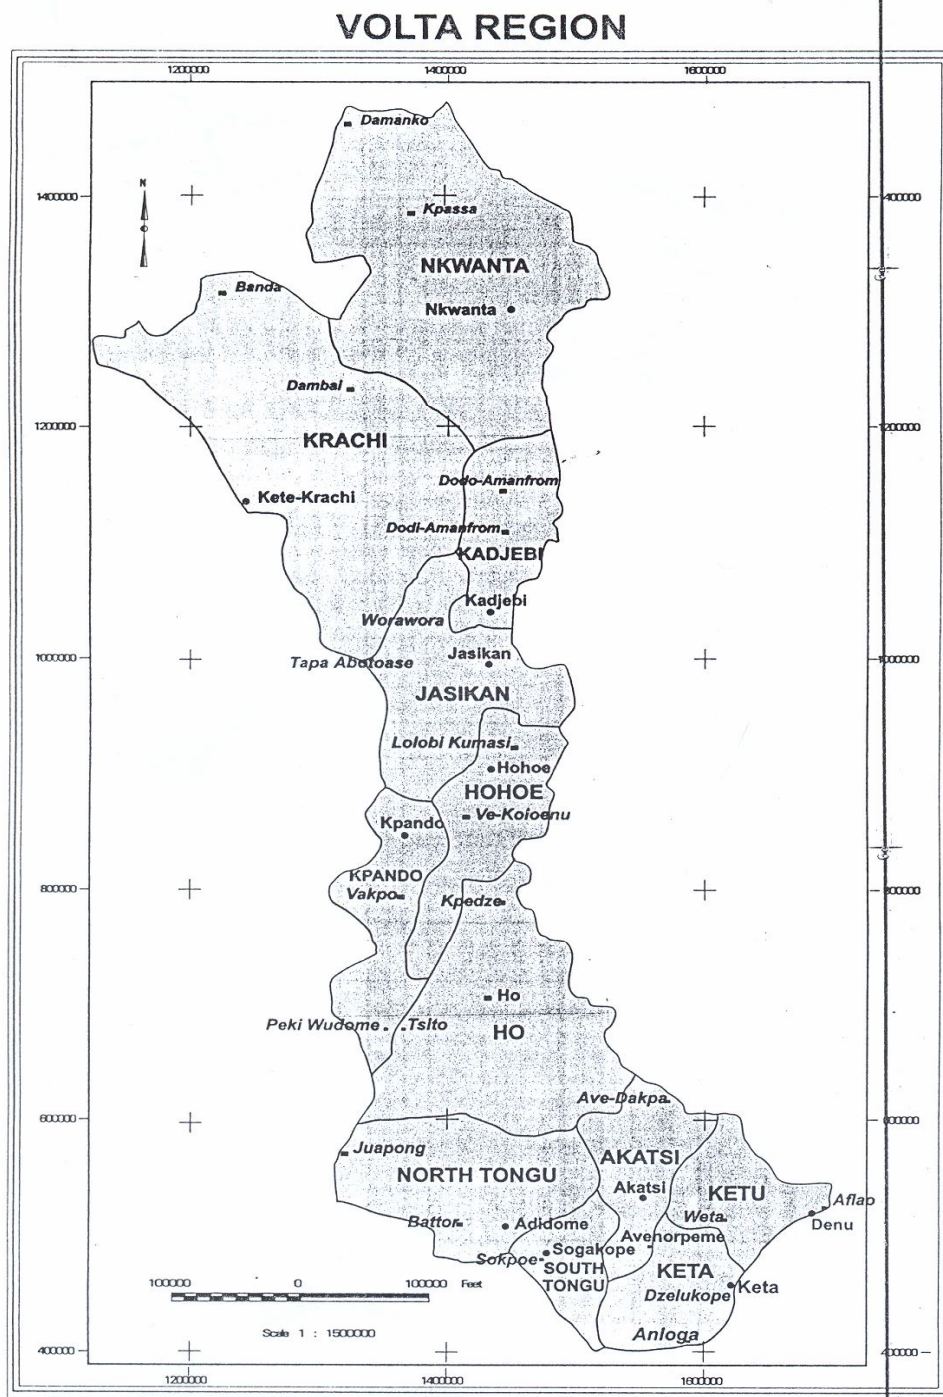 VOLTA REGION
1200000
1400000
1600000
Damanko
N
1400000
1400000
Kpassa
NKWANTA
Banda
Nkwanta
Dambai
1200000
1200000
KRACHI
Dodo-Amanfrom
Kete-Krachi
Dodi-Amanfrom
KADJEBI
Kadjebi
Worawora
Jasikan
1000000
1000000
Tapa Abotoase
JASIKAN
Lolobi Kumasi
Hohoe
HOHOE
Ve-Koioenu
Kpando
KPANDO
800000
800000
Vakpo
Kpedze
Ho
Peki Wudome
Tsito
HO
Ave-Dakpa
600000
600000
Juapong
AKATSI
NORTH TONGU
Akatsi
KETU
Aflao
Weta
Denu
Battor
Adidome
Avenorpeme
Sogakope
Sokpoe
SOUTH
TONGU
KETA
100000
0
100000 Feet
Keta
Dzelukope
Scale 1 : 1500000
Anloga
400000
400000
1200000
1400000
1600000